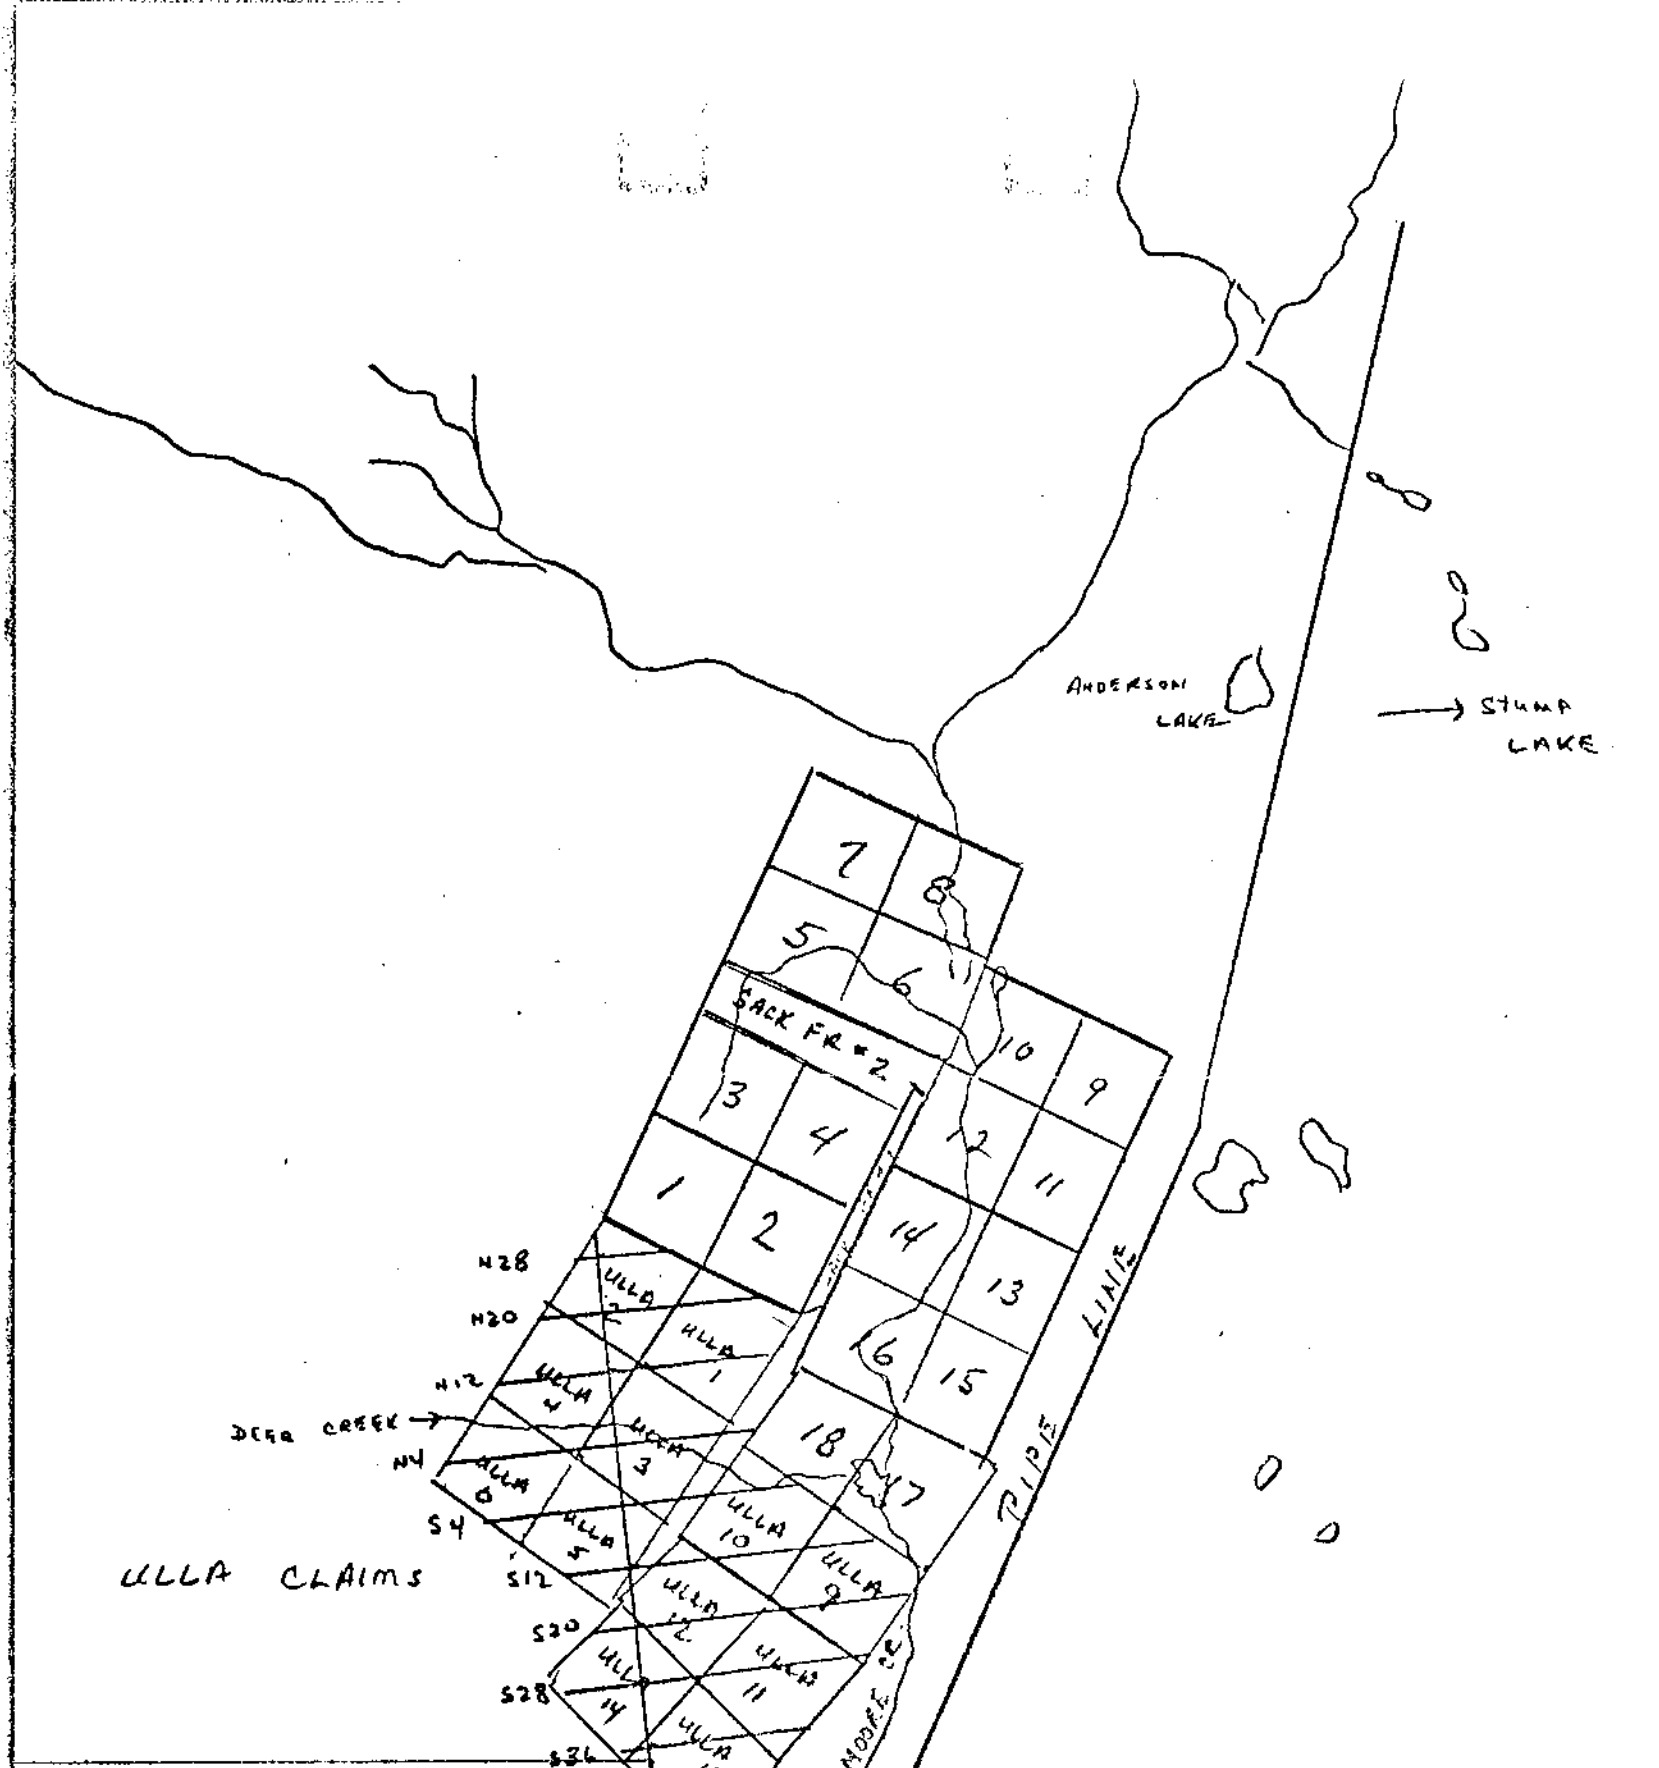 ANDERSON
LAKE
→ STUMP
LAKE
7
8
5
6
SACK FR #2
10
9
3
4
12
11
1
2
14
13
N28
ULLA
2
N20
ULLA
1
16
15
LINE
PIPE
N12
ULLA
4
DEER CREEK →
18
17
N4
ULLA
3
ULLA
6
S4
ULLA
5
ULLA
10
ULLA CLAIMS
S12
ULLA
9
ULLA
12
S20
ULLA
14
ULLA
11
S28
MOORE CR.
S36
ULLA